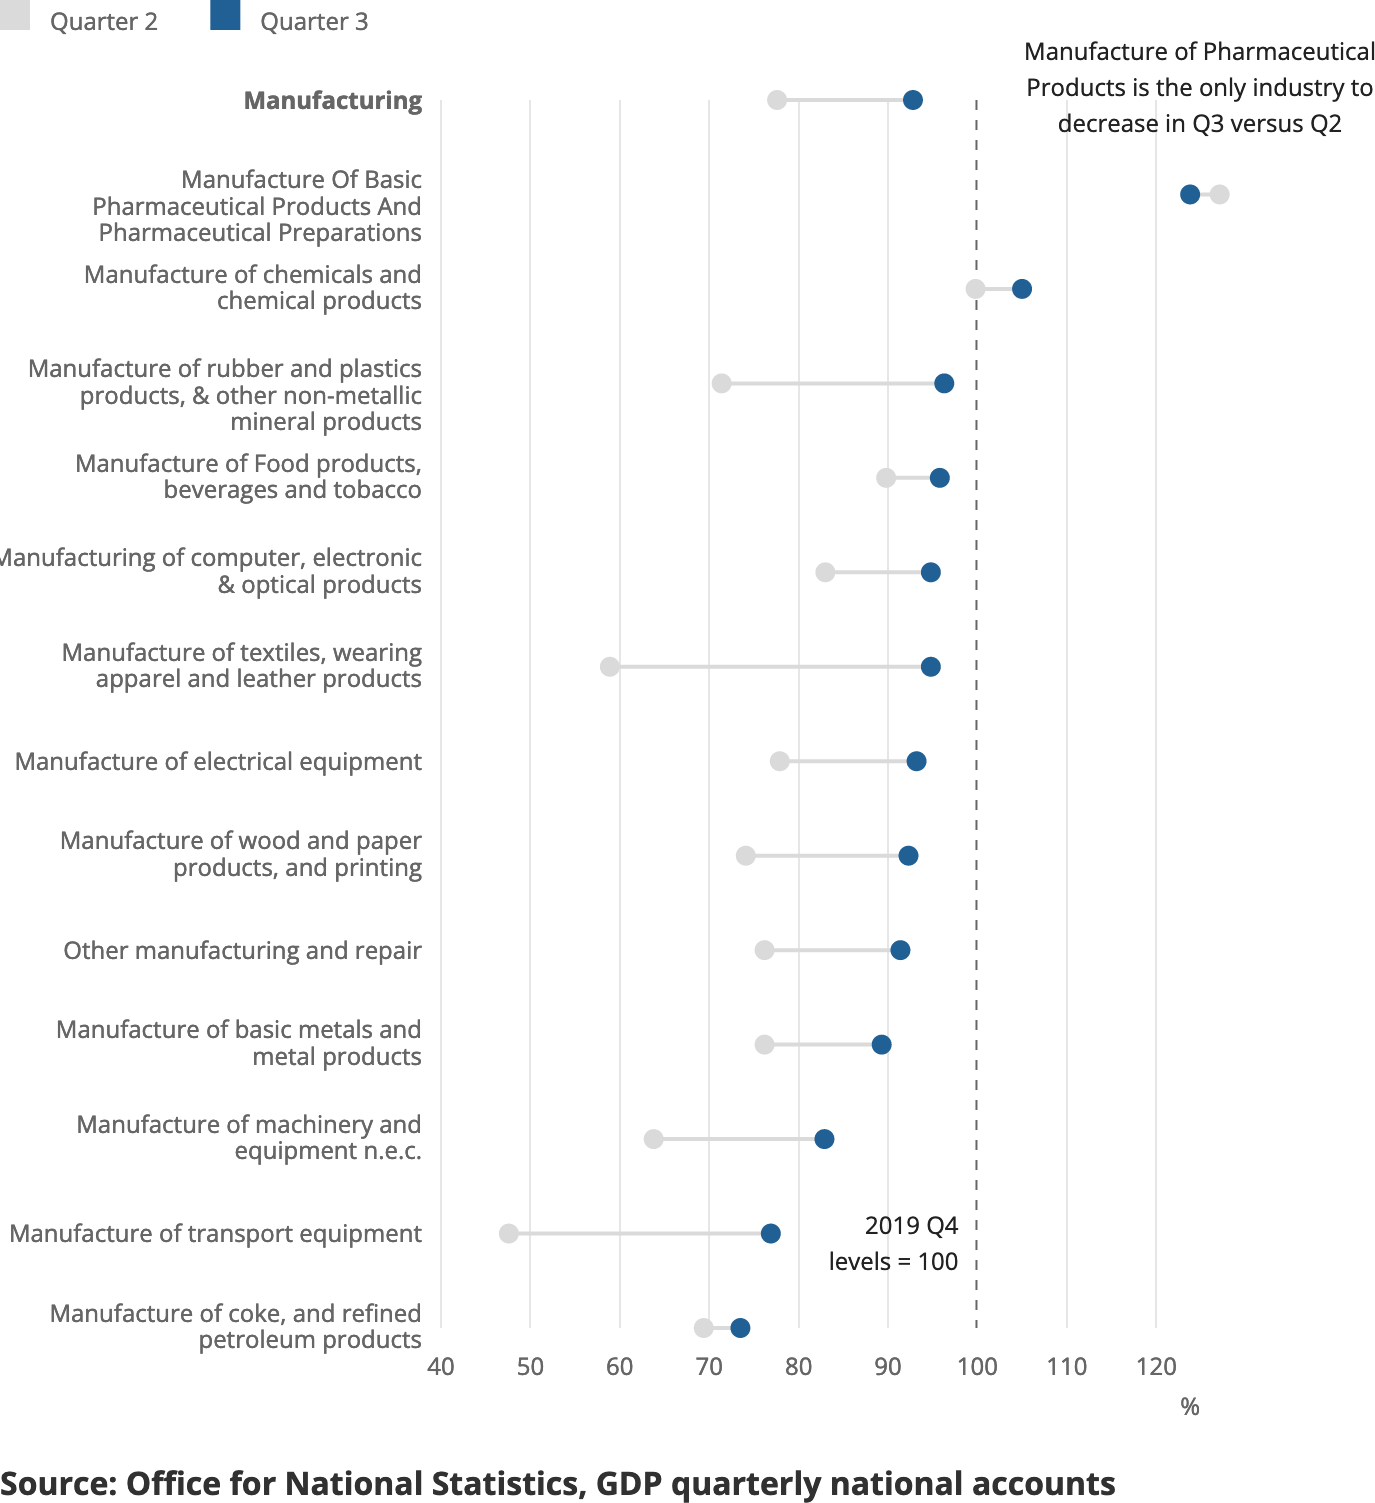 Quarter 2
Quarter 3
Manufacture of Pharmaceutical
Products is the only industry to
decrease in Q3 versus Q2
Manufacturing
Manufacture Of Basic
Pharmaceutical Products And
Pharmaceutical Preparations
Manufacture of chemicals and
chemical products
Manufacture of rubber and plastics
products, & other non-metallic
mineral products
Manufacture of Food products,
beverages and tobacco
Manufacturing of computer, electronic
& optical products
Manufacture of textiles, wearing
apparel and leather products
Manufacture of electrical equipment
Manufacture of wood and paper
products, and printing
Other manufacturing and repair
Manufacture of basic metals and
metal products
Manufacture of machinery and
equipment n.e.c.
Manufacture of transport equipment
2019 Q4
levels = 100
Manufacture of coke, and refined
petroleum products
40 50 60 70 80 90 100 110 120
%
Source: Office for National Statistics, GDP quarterly national accounts